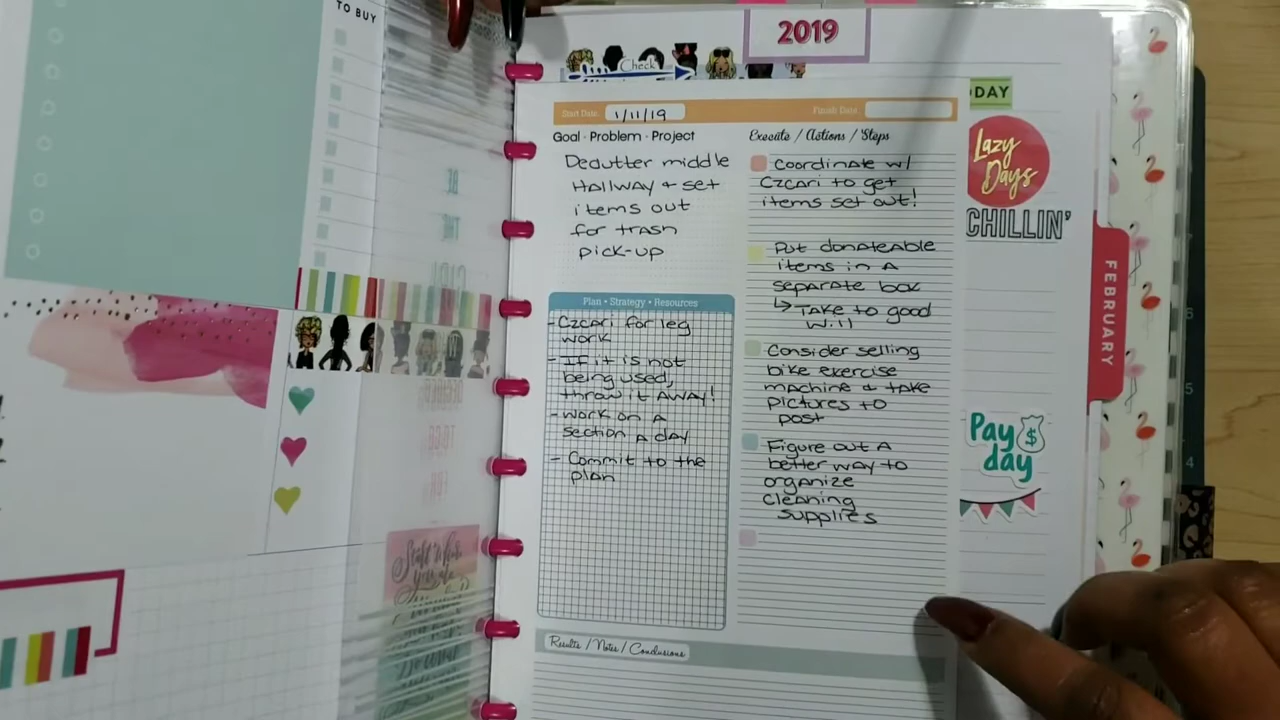 TO BUY
2019
Check
DAY
Start Date: 1/11/19
Finish Date:
Goal · Problem · Project
Declutter middle
Hallway & set
items out
for trash
pick-up
Plan • Strategy • Resources
- Czcari for leg
work
- If it is not
being used,
throw it AWAY!
- work on a
section a day
- Commit to the
plan
Execute / Actions / Steps
Coordinate w/
Czcari to get
items set out!
Put donateable
items in a
separate box
↳ Take to good
will
Consider selling
bike exercise
machine & take
pictures to
post
Figure out a
better way to
organize
cleaning
supplies
Results / Notes / Conclusions
Lazy
Days
CHILLIN'
Pay
day
$
FEBRUARY
6
5
4